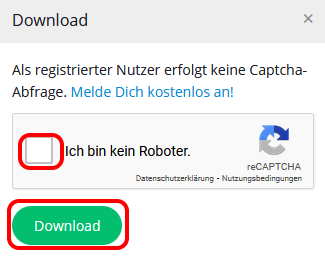 Download ×
Als registrierter Nutzer erfolgt keine Captcha-
Abfrage. Melde Dich kostenlos an!
Ich bin kein Roboter.
reCAPTCHA
Datenschutzerklärung • Nutzungsbedingungen
Download